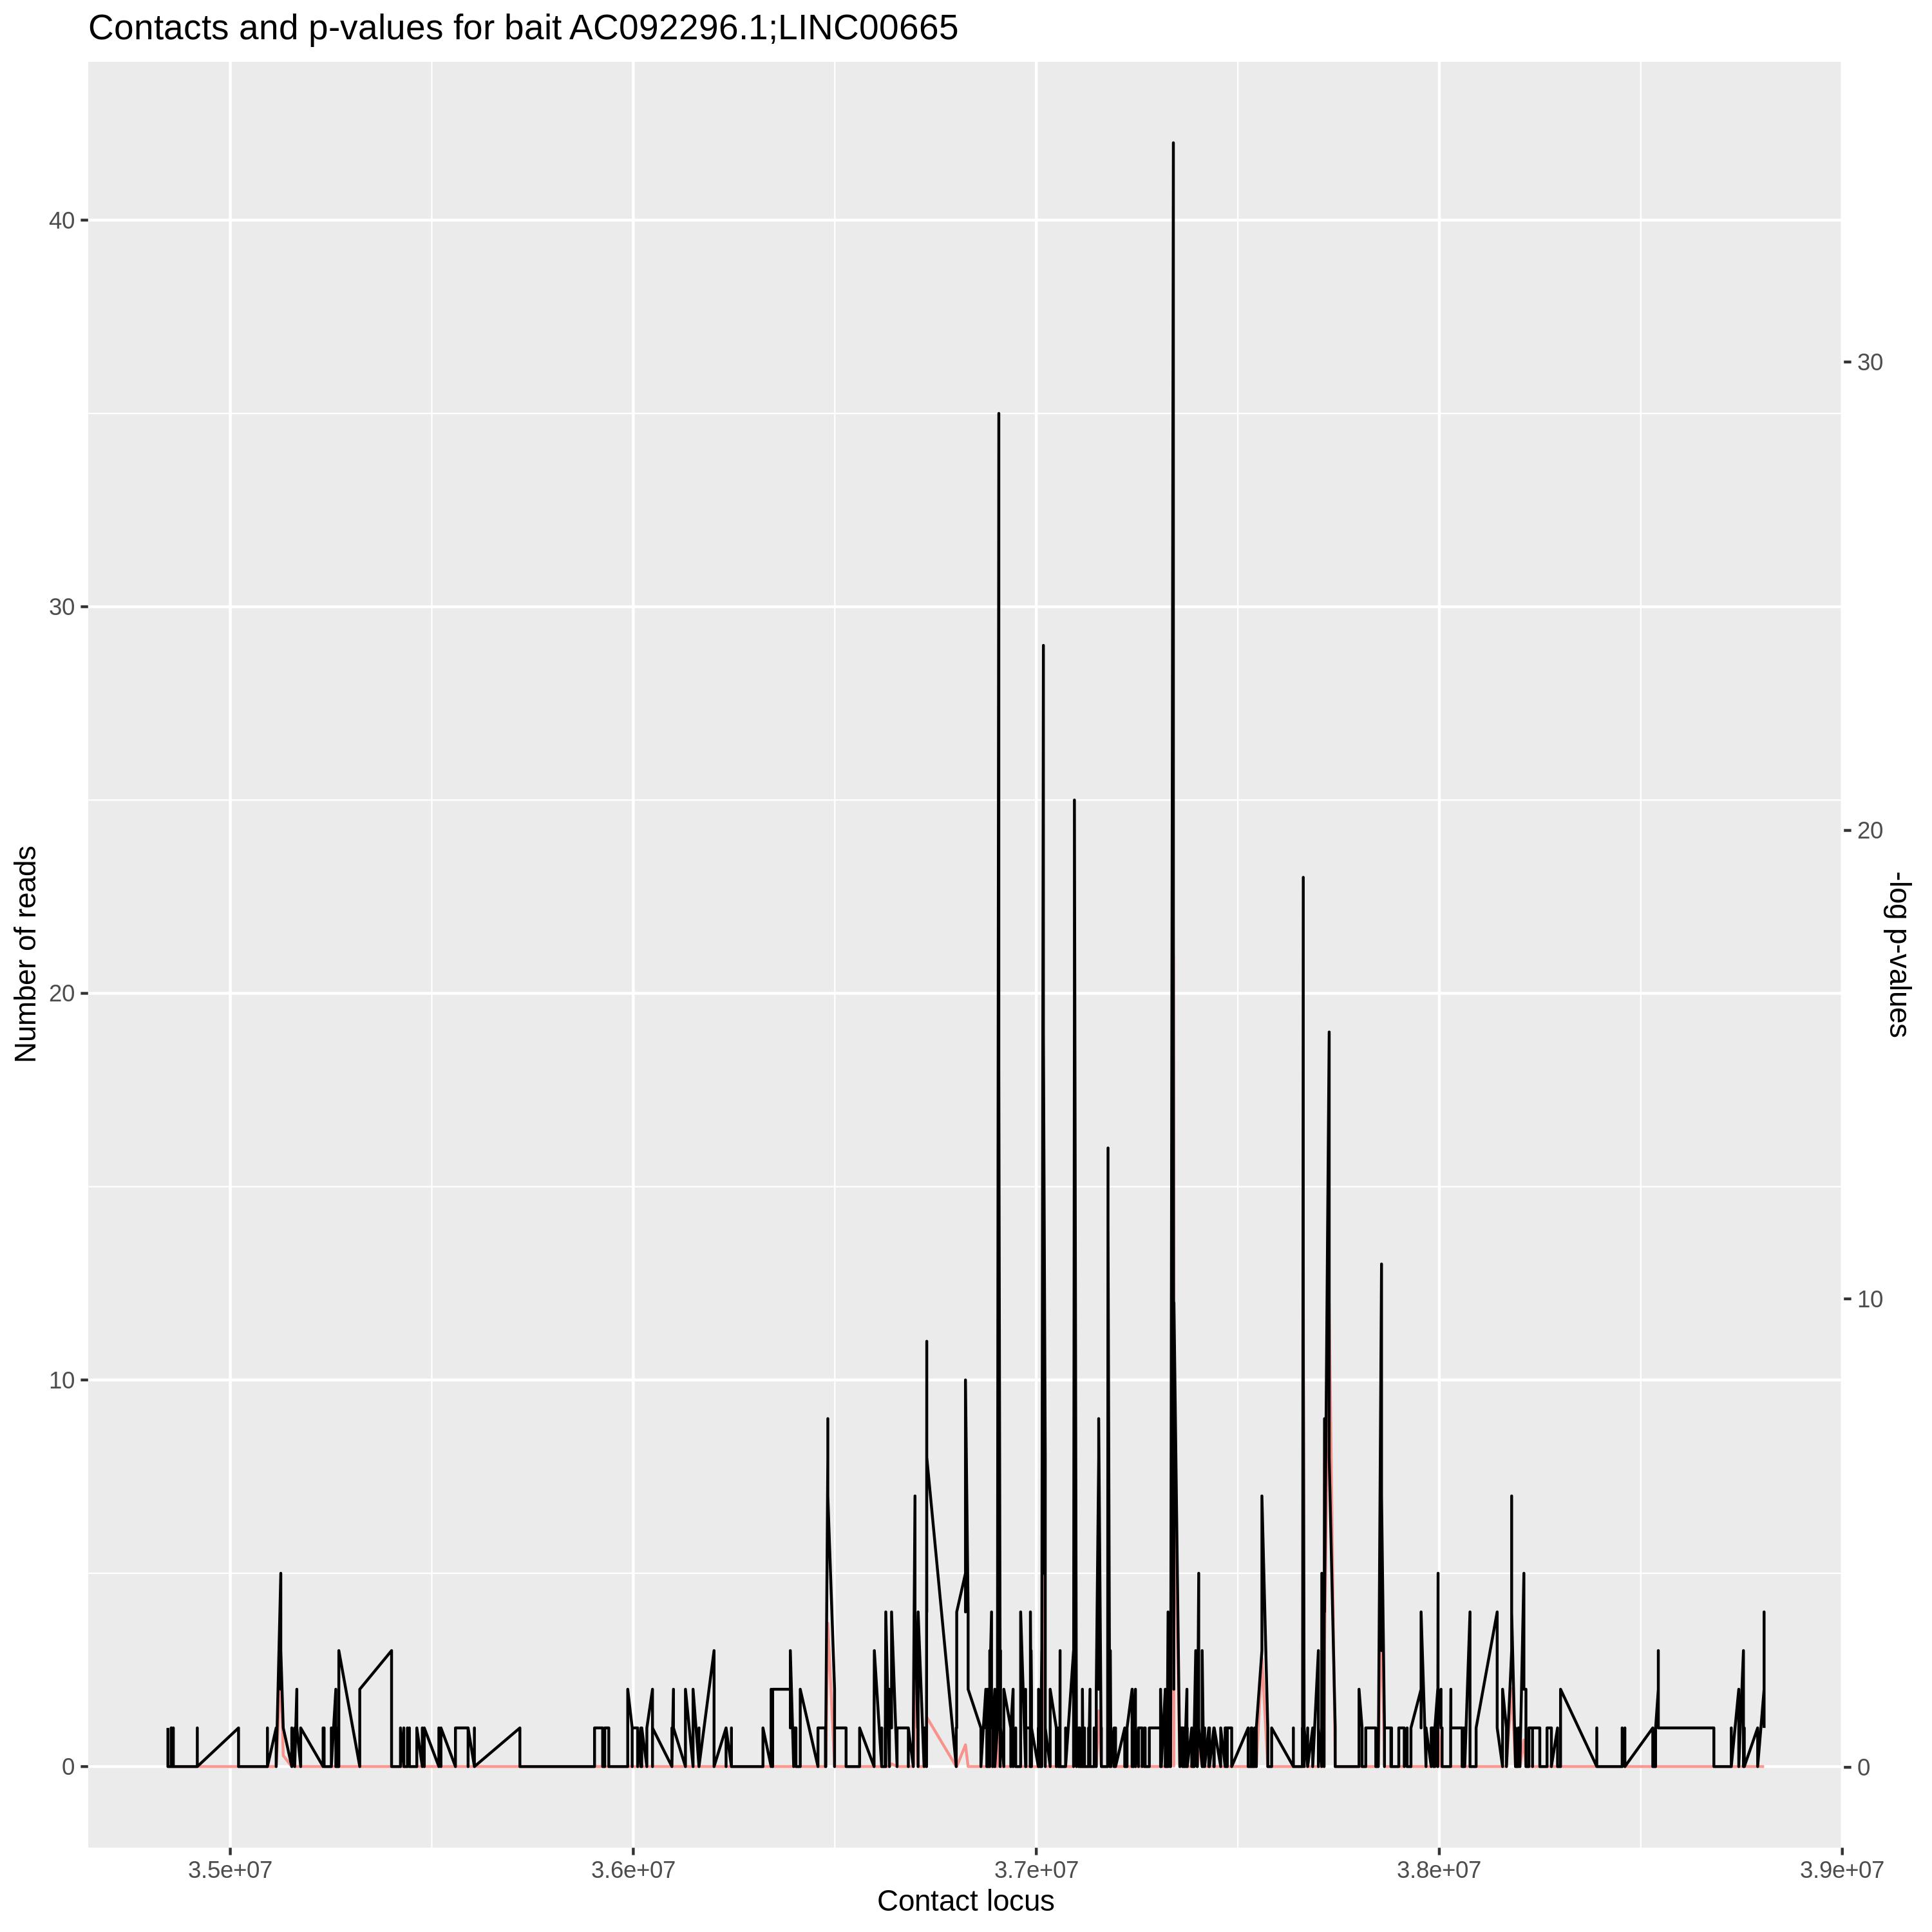 Contacts and p-values for bait AC092296.1;LINC00665
Number of reads
40
30
20
10
0
30
20
10
0
-log p-values
3.5e+07
3.6e+07
3.7e+07
3.8e+07
3.9e+07
Contact locus